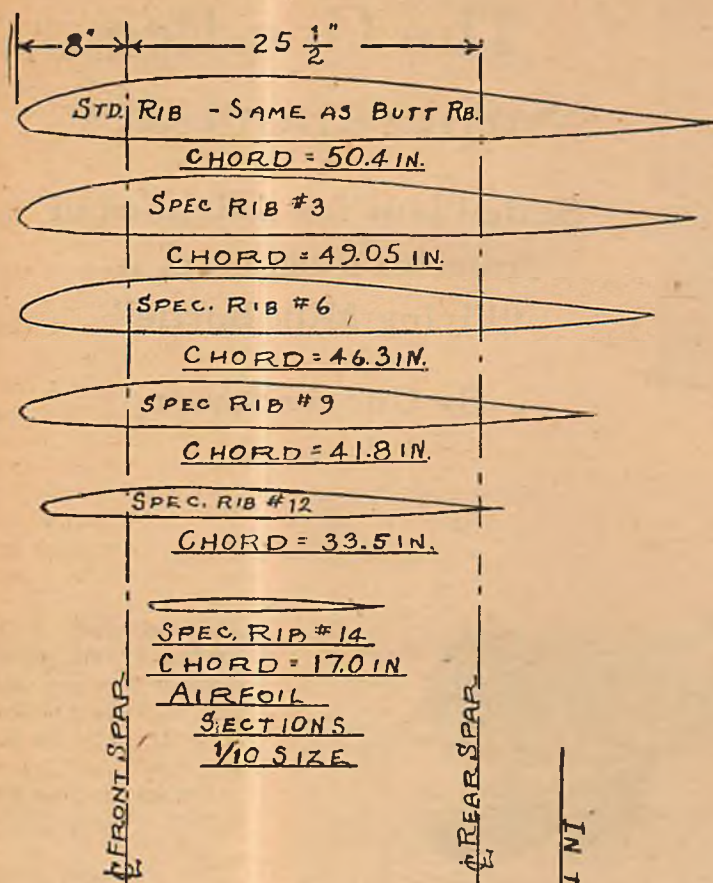 8" 25 1/2"
STD. RIB - SAME AS BUTT RB.
CHORD = 50.4 IN.
SPEC RIB #3
CHORD = 49.05 IN.
SPEC. RIB #6
CHORD = 46.3 IN.
SPEC RIB #9
CHORD = 41.8 IN.
SPEC. RIB #12
CHORD = 33.5 IN.
SPEC. RIB #14
CHORD = 17.0 IN
AIRFOIL
SECTIONS
1/10 SIZE
℄ FRONT SPAR
℄ REAR SPAR